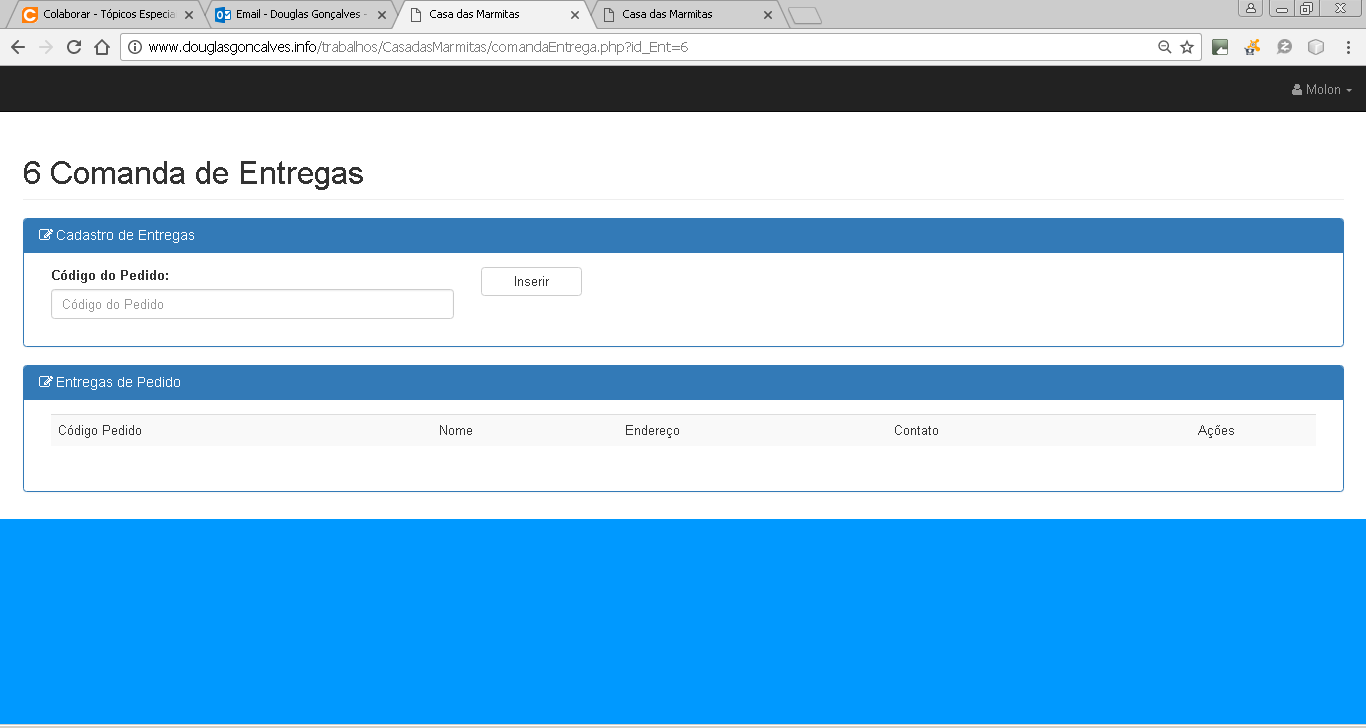 Colaborar - Tópicos Especia
Email - Douglas Gonçalves -
Casa das Marmitas
Casa das Marmitas
www.douglasgoncalves.info/trabalhos/CasadasMarmitas/comandaEntrega.php?id_Ent=6
Molon
6 Comanda de Entregas
Cadastro de Entregas
Código do Pedido:
Inserir
Código do Pedido
Entregas de Pedido
Código Pedido Nome Endereço Contato Ações